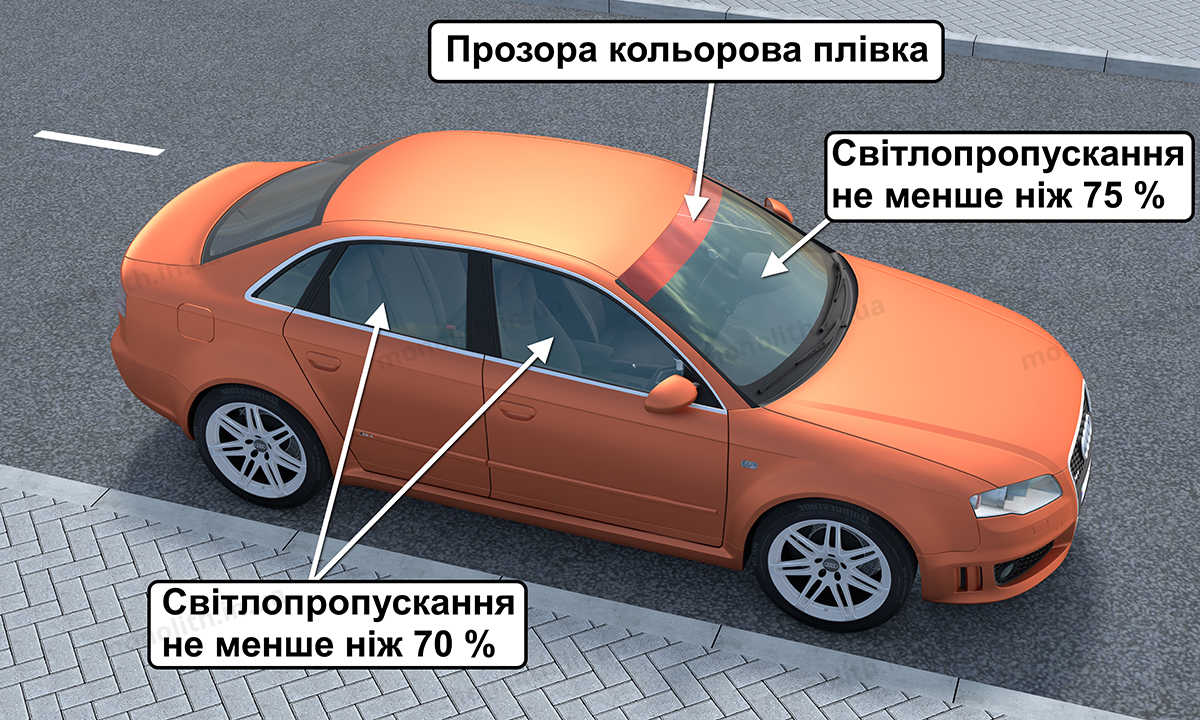 Прозора кольорова плівка
Світлопропускання
не менше ніж 75 %
Світлопропускання
не менше ніж 70 %